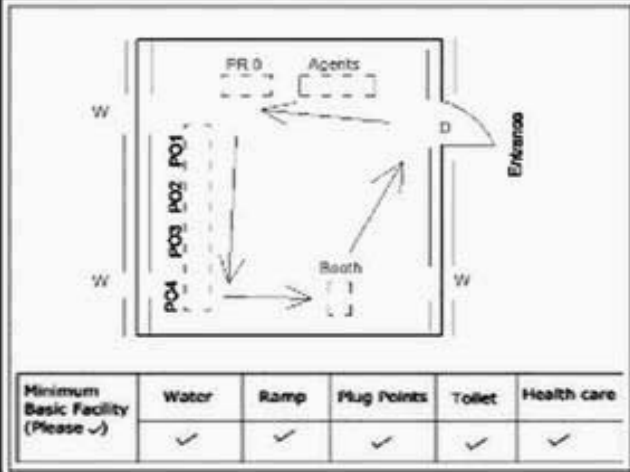 PR 0 Agents
W
D
Entrance
PO1
PO2
PO3
PO4
Booth
W
W
Minimum Basic Facility (Please ✓) Water Ramp Plug Points Toilet Health care
✓ ✓ ✓ ✓ ✓